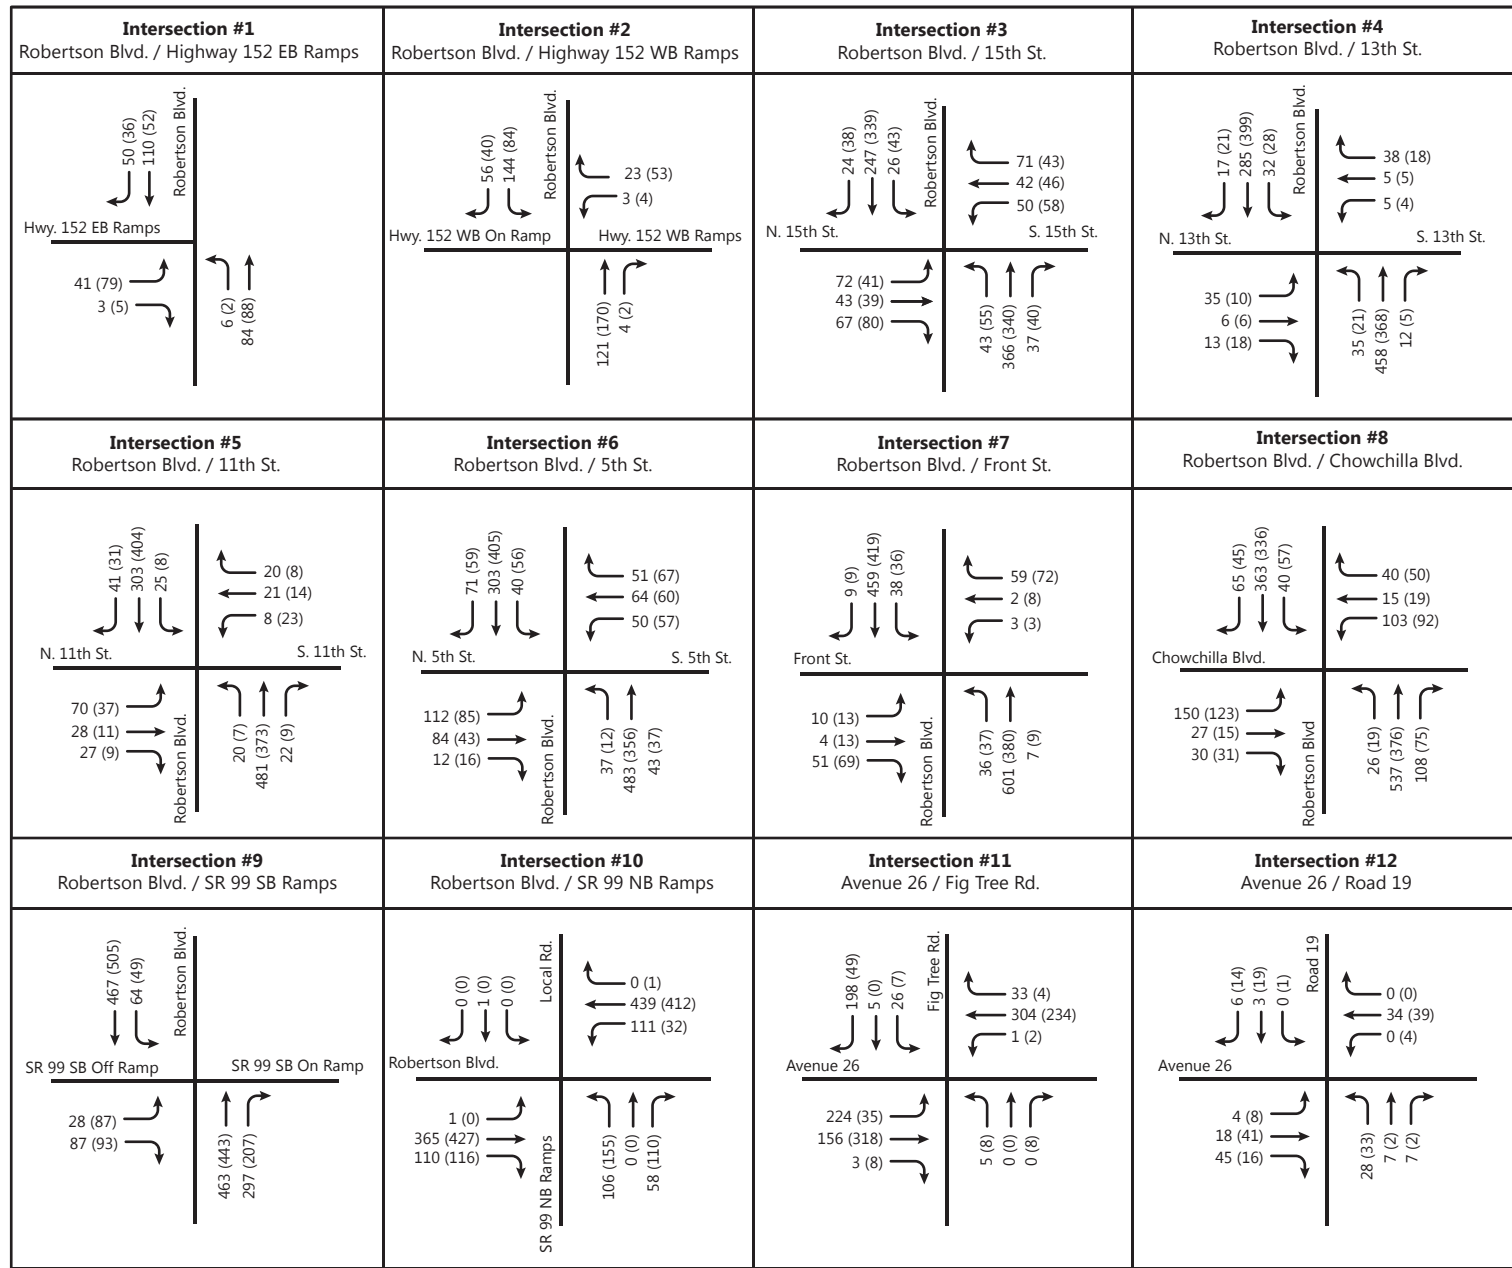 Intersection #1
Robertson Blvd. / Highway 152 EB Ramps
50 (36)
110 (52)
Robertson Blvd.
Hwy. 152 EB Ramps
41 (79)
3 (5)
6 (2)
84 (88)
Intersection #2
Robertson Blvd. / Highway 152 WB Ramps
56 (40)
144 (84)
Robertson Blvd.
23 (53)
3 (4)
Hwy. 152 WB On Ramp
Hwy. 152 WB Ramps
121 (170)
4 (2)
Intersection #3
Robertson Blvd. / 15th St.
24 (38)
247 (339)
26 (43)
Robertson Blvd.
71 (43)
42 (46)
50 (58)
N. 15th St.
S. 15th St.
72 (41)
43 (39)
67 (80)
43 (55)
366 (340)
37 (40)
Intersection #4
Robertson Blvd. / 13th St.
17 (21)
285 (399)
32 (28)
Robertson Blvd.
38 (18)
5 (5)
5 (4)
N. 13th St.
S. 13th St.
35 (10)
6 (6)
13 (18)
35 (21)
458 (368)
12 (5)
Intersection #5
Robertson Blvd. / 11th St.
41 (31)
303 (404)
25 (8)
20 (8)
21 (14)
8 (23)
N. 11th St.
S. 11th St.
70 (37)
28 (11)
27 (9)
Robertson Blvd.
20 (7)
481 (373)
22 (9)
Intersection #6
Robertson Blvd. / 5th St.
71 (59)
303 (405)
40 (56)
51 (67)
64 (60)
50 (57)
N. 5th St.
S. 5th St.
112 (85)
84 (43)
12 (16)
Robertson Blvd.
37 (12)
483 (356)
43 (37)
Intersection #7
Robertson Blvd. / Front St.
9 (9)
459 (419)
38 (36)
59 (72)
2 (8)
3 (3)
Front St.
10 (13)
4 (13)
51 (69)
Robertson Blvd.
36 (37)
601 (380)
7 (9)
Intersection #8
Robertson Blvd. / Chowchilla Blvd.
65 (45)
363 (336)
40 (57)
40 (50)
15 (19)
103 (92)
Chowchilla Blvd.
150 (123)
27 (15)
30 (31)
Robertson Blvd
26 (19)
537 (376)
108 (75)
Intersection #9
Robertson Blvd. / SR 99 SB Ramps
467 (505)
64 (49)
Robertson Blvd.
SR 99 SB Off Ramp
SR 99 SB On Ramp
28 (87)
87 (93)
463 (443)
297 (207)
Intersection #10
Robertson Blvd. / SR 99 NB Ramps
0 (0)
1 (0)
0 (0)
Local Rd.
0 (1)
439 (412)
111 (32)
Robertson Blvd.
1 (0)
365 (427)
110 (116)
SR 99 NB Ramps
106 (155)
0 (0)
58 (110)
Intersection #11
Avenue 26 / Fig Tree Rd.
198 (49)
5 (0)
26 (7)
Fig Tree Rd.
33 (4)
304 (234)
1 (2)
Avenue 26
224 (35)
156 (318)
3 (8)
5 (8)
0 (0)
0 (8)
Intersection #12
Avenue 26 / Road 19
6 (14)
3 (19)
0 (1)
Road 19
0 (0)
34 (39)
0 (4)
Avenue 26
4 (8)
18 (41)
45 (16)
28 (33)
7 (2)
7 (2)